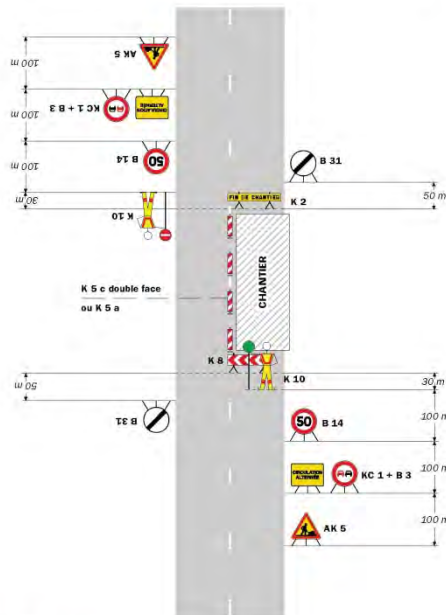 AK 5
100 m
KC 1 + B 3
CIRCULATION
ALTERNÉE
100 m
50
B 14
100 m
B 31
K 10
30 m
FIN DE CHANTIER
K 2
50 m
K 5 c double face
ou K 5 a
CHANTIER
K 8
K 10
50 m
30 m
B 31
50
B 14
100 m
CIRCULATION
ALTERNÉE
KC 1 + B 3
100 m
AK 5
100 m